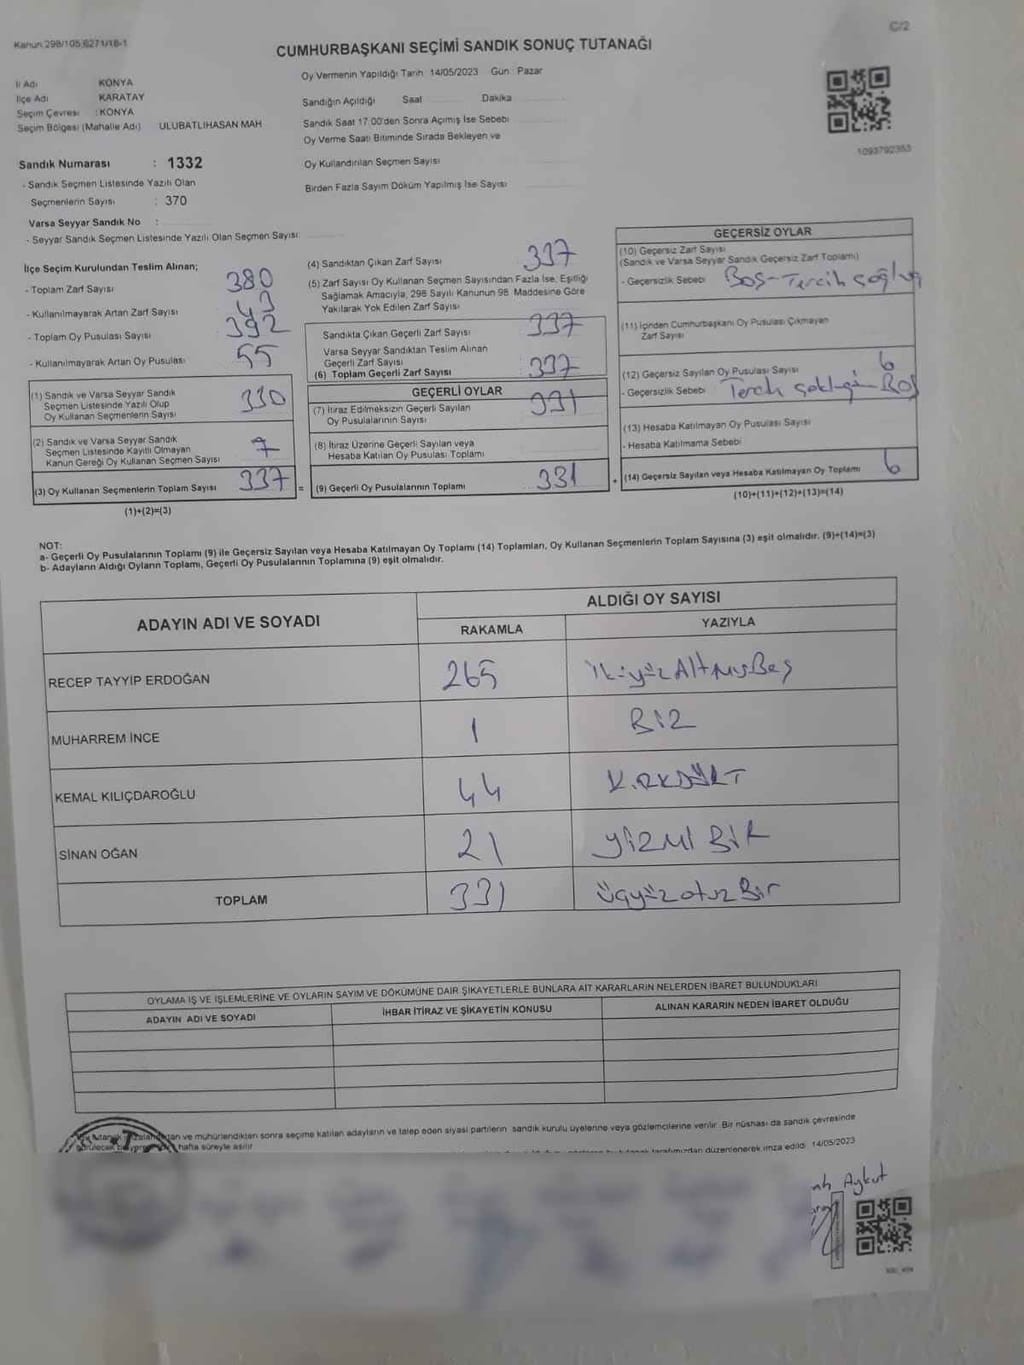 Kanun 298/105,6271/18-1
C/2
CUMHURBAŞKANI SEÇİMİ SANDIK SONUÇ TUTANAĞI
İl Adı KONYA
İlçe Adı KARATAY
Seçim Çevresi : KONYA
Seçim Bölgesi (Mahalle Adı) ULUBATLIHASAN MAH
Oy Vermenin Yapıldığı Tarih: 14/05/2023 Gün: Pazar
Sandığın Açıldığı Saat Dakika
Sandık Saat 17.00'den Sonra Açımış İse Sebebi
Oy Verme Saati Bitiminde Sırada Bekleyen ve
Oy Kullandırılan Seçmen Sayısı
Birden Fazla Sayım Döküm Yapılmış İse Sayısı
1093792353
Sandık Numarası : 1332
- Sandık Seçmen Listesinde Yazılı Olan
Seçmenlerin Sayısı : 370
Varsa Seyyar Sandık No :
- Seyyar Sandık Seçmen Listesinde Yazılı Olan Seçmen Sayısı:
İlçe Seçim Kurulundan Teslim Alınan;
- Toplam Zarf Sayısı 380
- Kullanılmayarak Artan Zarf Sayısı 43
- Toplam Oy Pusulası Sayısı 392
- Kullanılmayarak Artan Oy Pusulası 55
(1) Sandık ve Varsa Seyyar Sandık
Seçmen Listesinde Yazılı Olup
Oy Kullanan Seçmenlerin Sayısı 330
(2) Sandık ve Varsa Seyyar Sandık
Seçmen Listesinde Kayıtlı Olmayan
Kanun Gereği Oy Kullanan Seçmen Sayısı 7
(3) Oy Kullanan Seçmenlerin Toplam Sayısı 337 =
(1)+(2)=(3)
(4) Sandıktan Çıkan Zarf Sayısı 337
(5) Zarf Sayısı Oy Kullanan Seçmen Sayısından Fazla İse, Eşitliği
Sağlamak Amacıyla, 298 Sayılı Kanunun 98. Maddesine Göre
Yakılarak Yok Edilen Zarf Sayısı
Sandıkta Çıkan Geçerli Zarf Sayısı 337
Varsa Seyyar Sandıktan Teslim Alınan
Geçerli Zarf Sayısı
(6) Toplam Geçerli Zarf Sayısı 337
GEÇERLİ OYLAR
(7) İtiraz Edilmeksizin Geçerli Sayılan
Oy Pusulalarının Sayısı 331
(8) İtiraz Üzerine Geçerli Sayılan veya
Hesaba Katılan Oy Pusulası Toplamı
(9) Geçerli Oy Pusulalarının Toplamı 331 +
GEÇERSİZ OYLAR
(10) Geçersiz Zarf Sayısı
(Sandık ve Varsa Seyyar Sandık Geçersiz Zarf Toplamı)
- Geçersizlik Sebebi Boş-Tercih
(11) İçinden Cumhurbaşkanı Oy Pusulası Çıkmayan
Zarf Sayısı
(12) Geçersiz Sayılan Oy Pusulası Sayısı 6
- Geçersizlik Sebebi Boş
(13) Hesaba Katılmayan Oy Pusulası Sayısı
- Hesaba Katılmama Sebebi
(14) Geçersiz Sayılan veya Hesaba Katılmayan Oy Toplamı 6
(10)+(11)+(12)+(13)=(14)
NOT:
a- Geçerli Oy Pusulalarının Toplamı (9) ile Geçersiz Sayılan veya Hesaba Katılmayan Oy Toplamı (14) Toplamları, Oy Kullanan Seçmenlerin Toplam Sayısına (3) eşit olmalıdır. (9)+(14)=(3)
b- Adayların Aldığı Oyların Toplamı, Geçerli Oy Pusulalarının Toplamına (9) eşit olmalıdır.
ADAYIN ADI VE SOYADI
ALDIĞI OY SAYISI
RAKAMLA YAZIYLA
RECEP TAYYİP ERDOĞAN 265 ikiyüzAltmışBeş
MUHARREM İNCE 1 BİR
KEMAL KILIÇDAROĞLU 44 KIRKDÖRT
SİNAN OĞAN 21 YİRMİ BİR
TOPLAM 331 üçyüzotuzBir
OYLAMA İŞ VE İŞLEMLERİNE VE OYLARIN SAYIM VE DÖKÜMÜNE DAİR ŞİKAYETLERLE BUNLARA AİT KARARLARIN NELERDEN İBARET BULUNDUKLARI
ADAYIN ADI VE SOYADI İHBAR İTİRAZ VE ŞİKAYETİN KONUSU ALINAN KARARIN NEDEN İBARET OLDUĞU
ve mühürlendikten sonra seçime katılan adayların ve talep eden siyasi partilerin sandık kurulu üyelerine veya gözlemcilerine verilir. Bir nüshası da sandık çevresinde
hafta süreyle asılır
tarafımızdan düzenlenerek imza edildi. 14/05/2023
Aykut